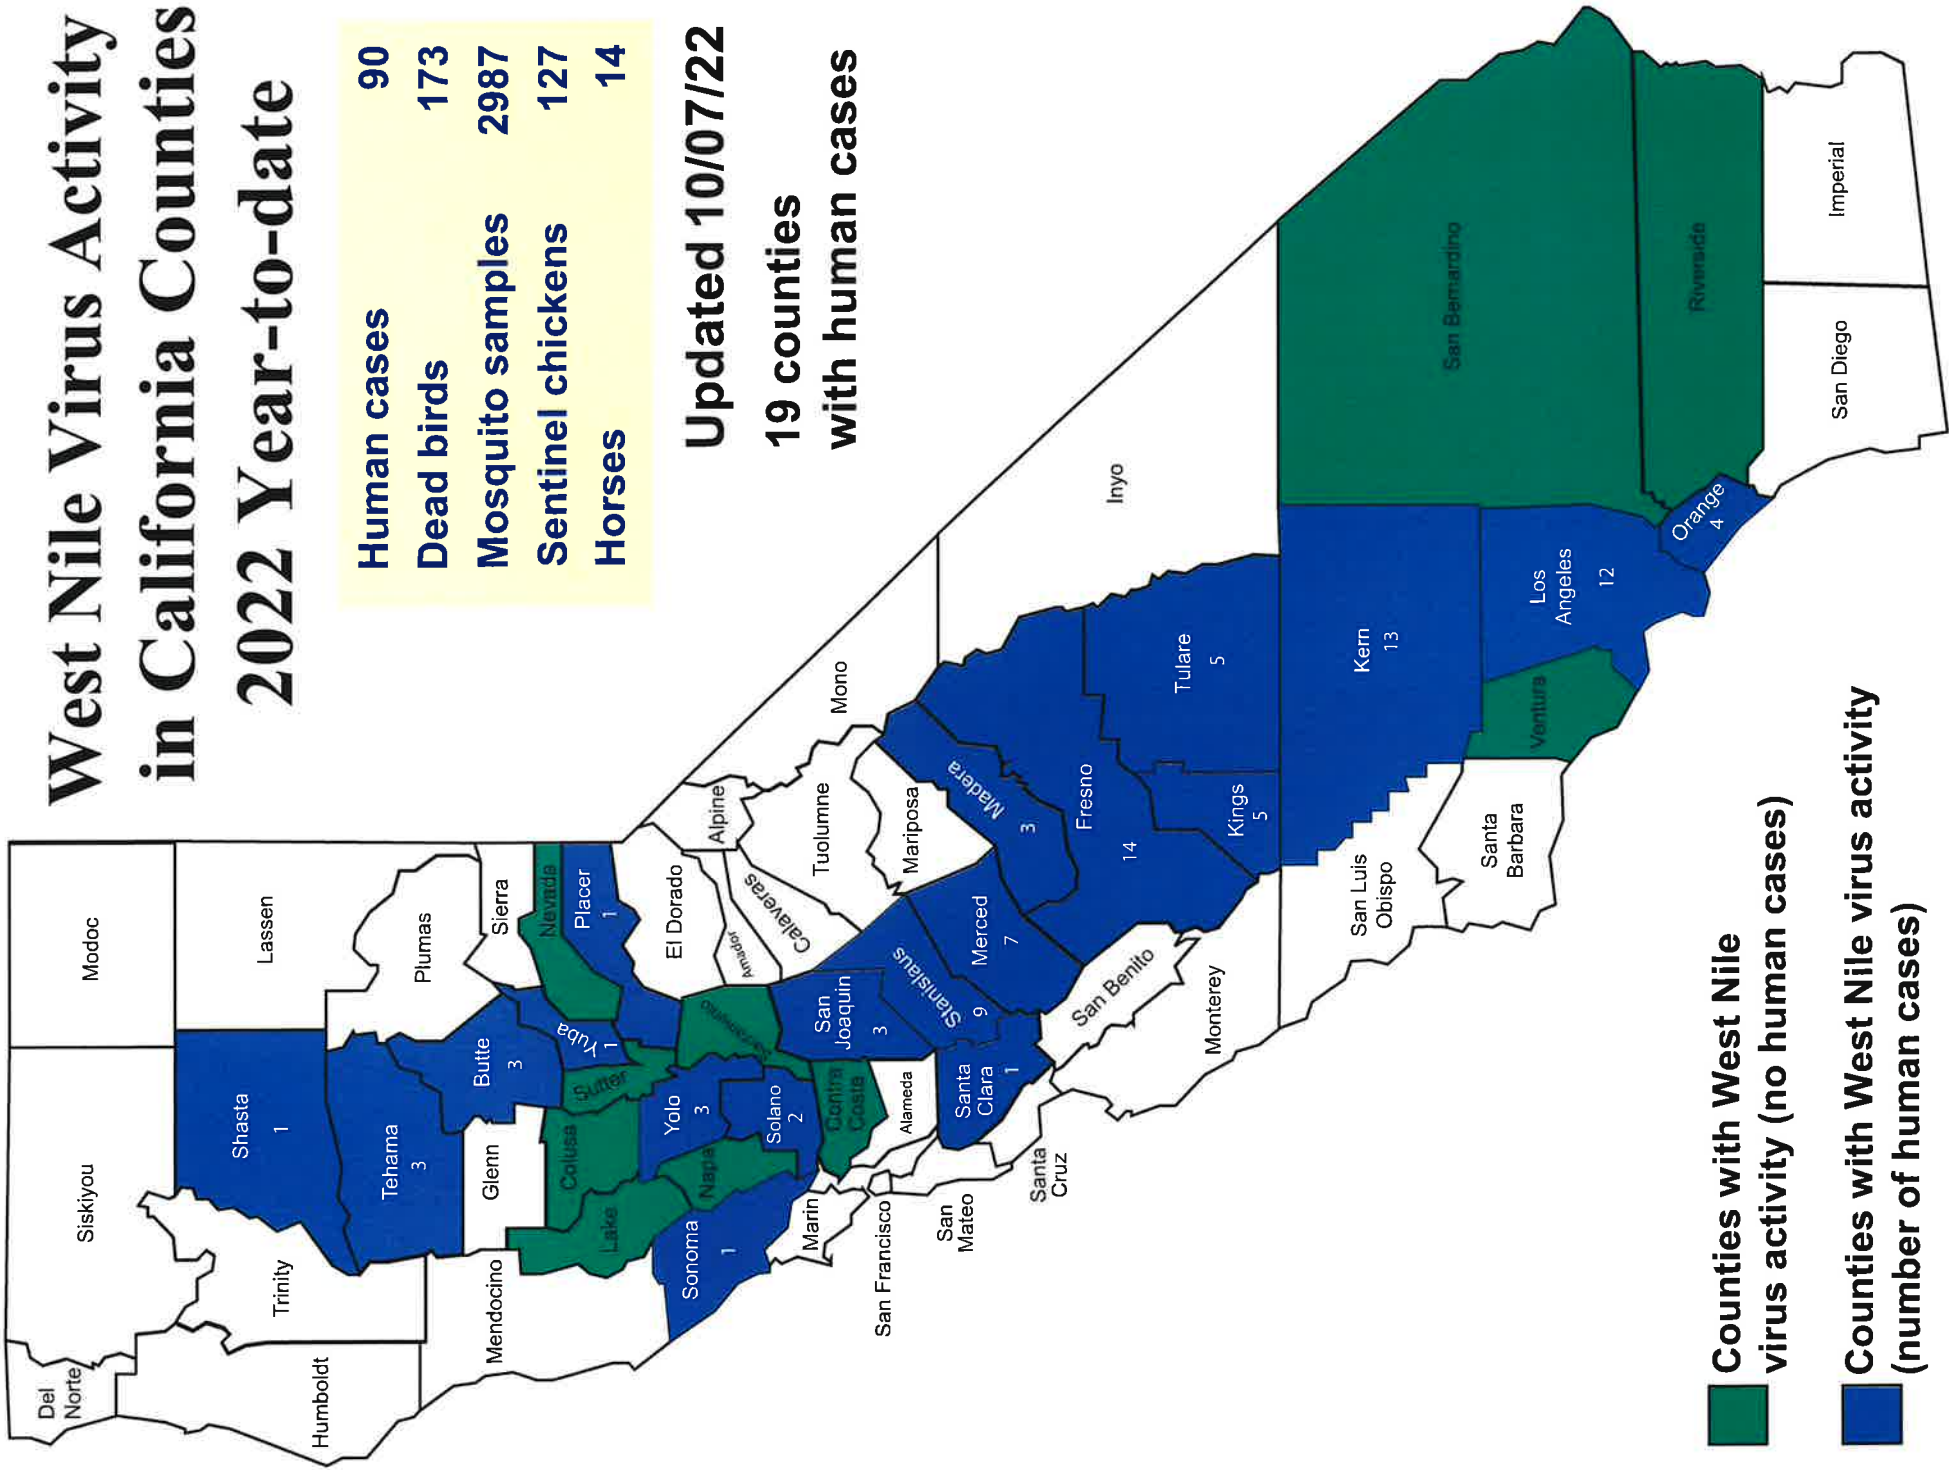 West Nile Virus Activity
in California Counties
2022 Year-to-date
Human cases 90
Dead birds 173
Mosquito samples 2987
Sentinel chickens 127
Horses 14
Updated 10/07/22
19 counties
with human cases
Del
Norte
Siskiyou
Modoc
Humboldt
Trinity
Shasta
1
Lassen
Tehama
3
Plumas
Mendocino
Glenn
Butte
3
Sierra
Lake
Colusa
Sutter
Yuba
1
Nevada
Placer
1
Sonoma
1
Napa
Yolo
3
Sacramento
El Dorado
Solano
2
Amador
Alpine
Marin
Contra
Costa
San
Joaquin
3
Calaveras
Tuolumne
Mono
San Francisco
Alameda
Stanislaus
9
Mariposa
San
Mateo
Santa
Clara
1
Merced
7
Madera
3
Santa
Cruz
San Benito
Fresno
14
Inyo
Monterey
Kings
5
Tulare
5
San Luis
Obispo
Kern
13
San Bernardino
Santa
Barbara
Ventura
Los
Angeles
12
Orange
4
Riverside
San Diego
Imperial
Counties with West Nile
virus activity (no human cases)
Counties with West Nile virus activity
(number of human cases)